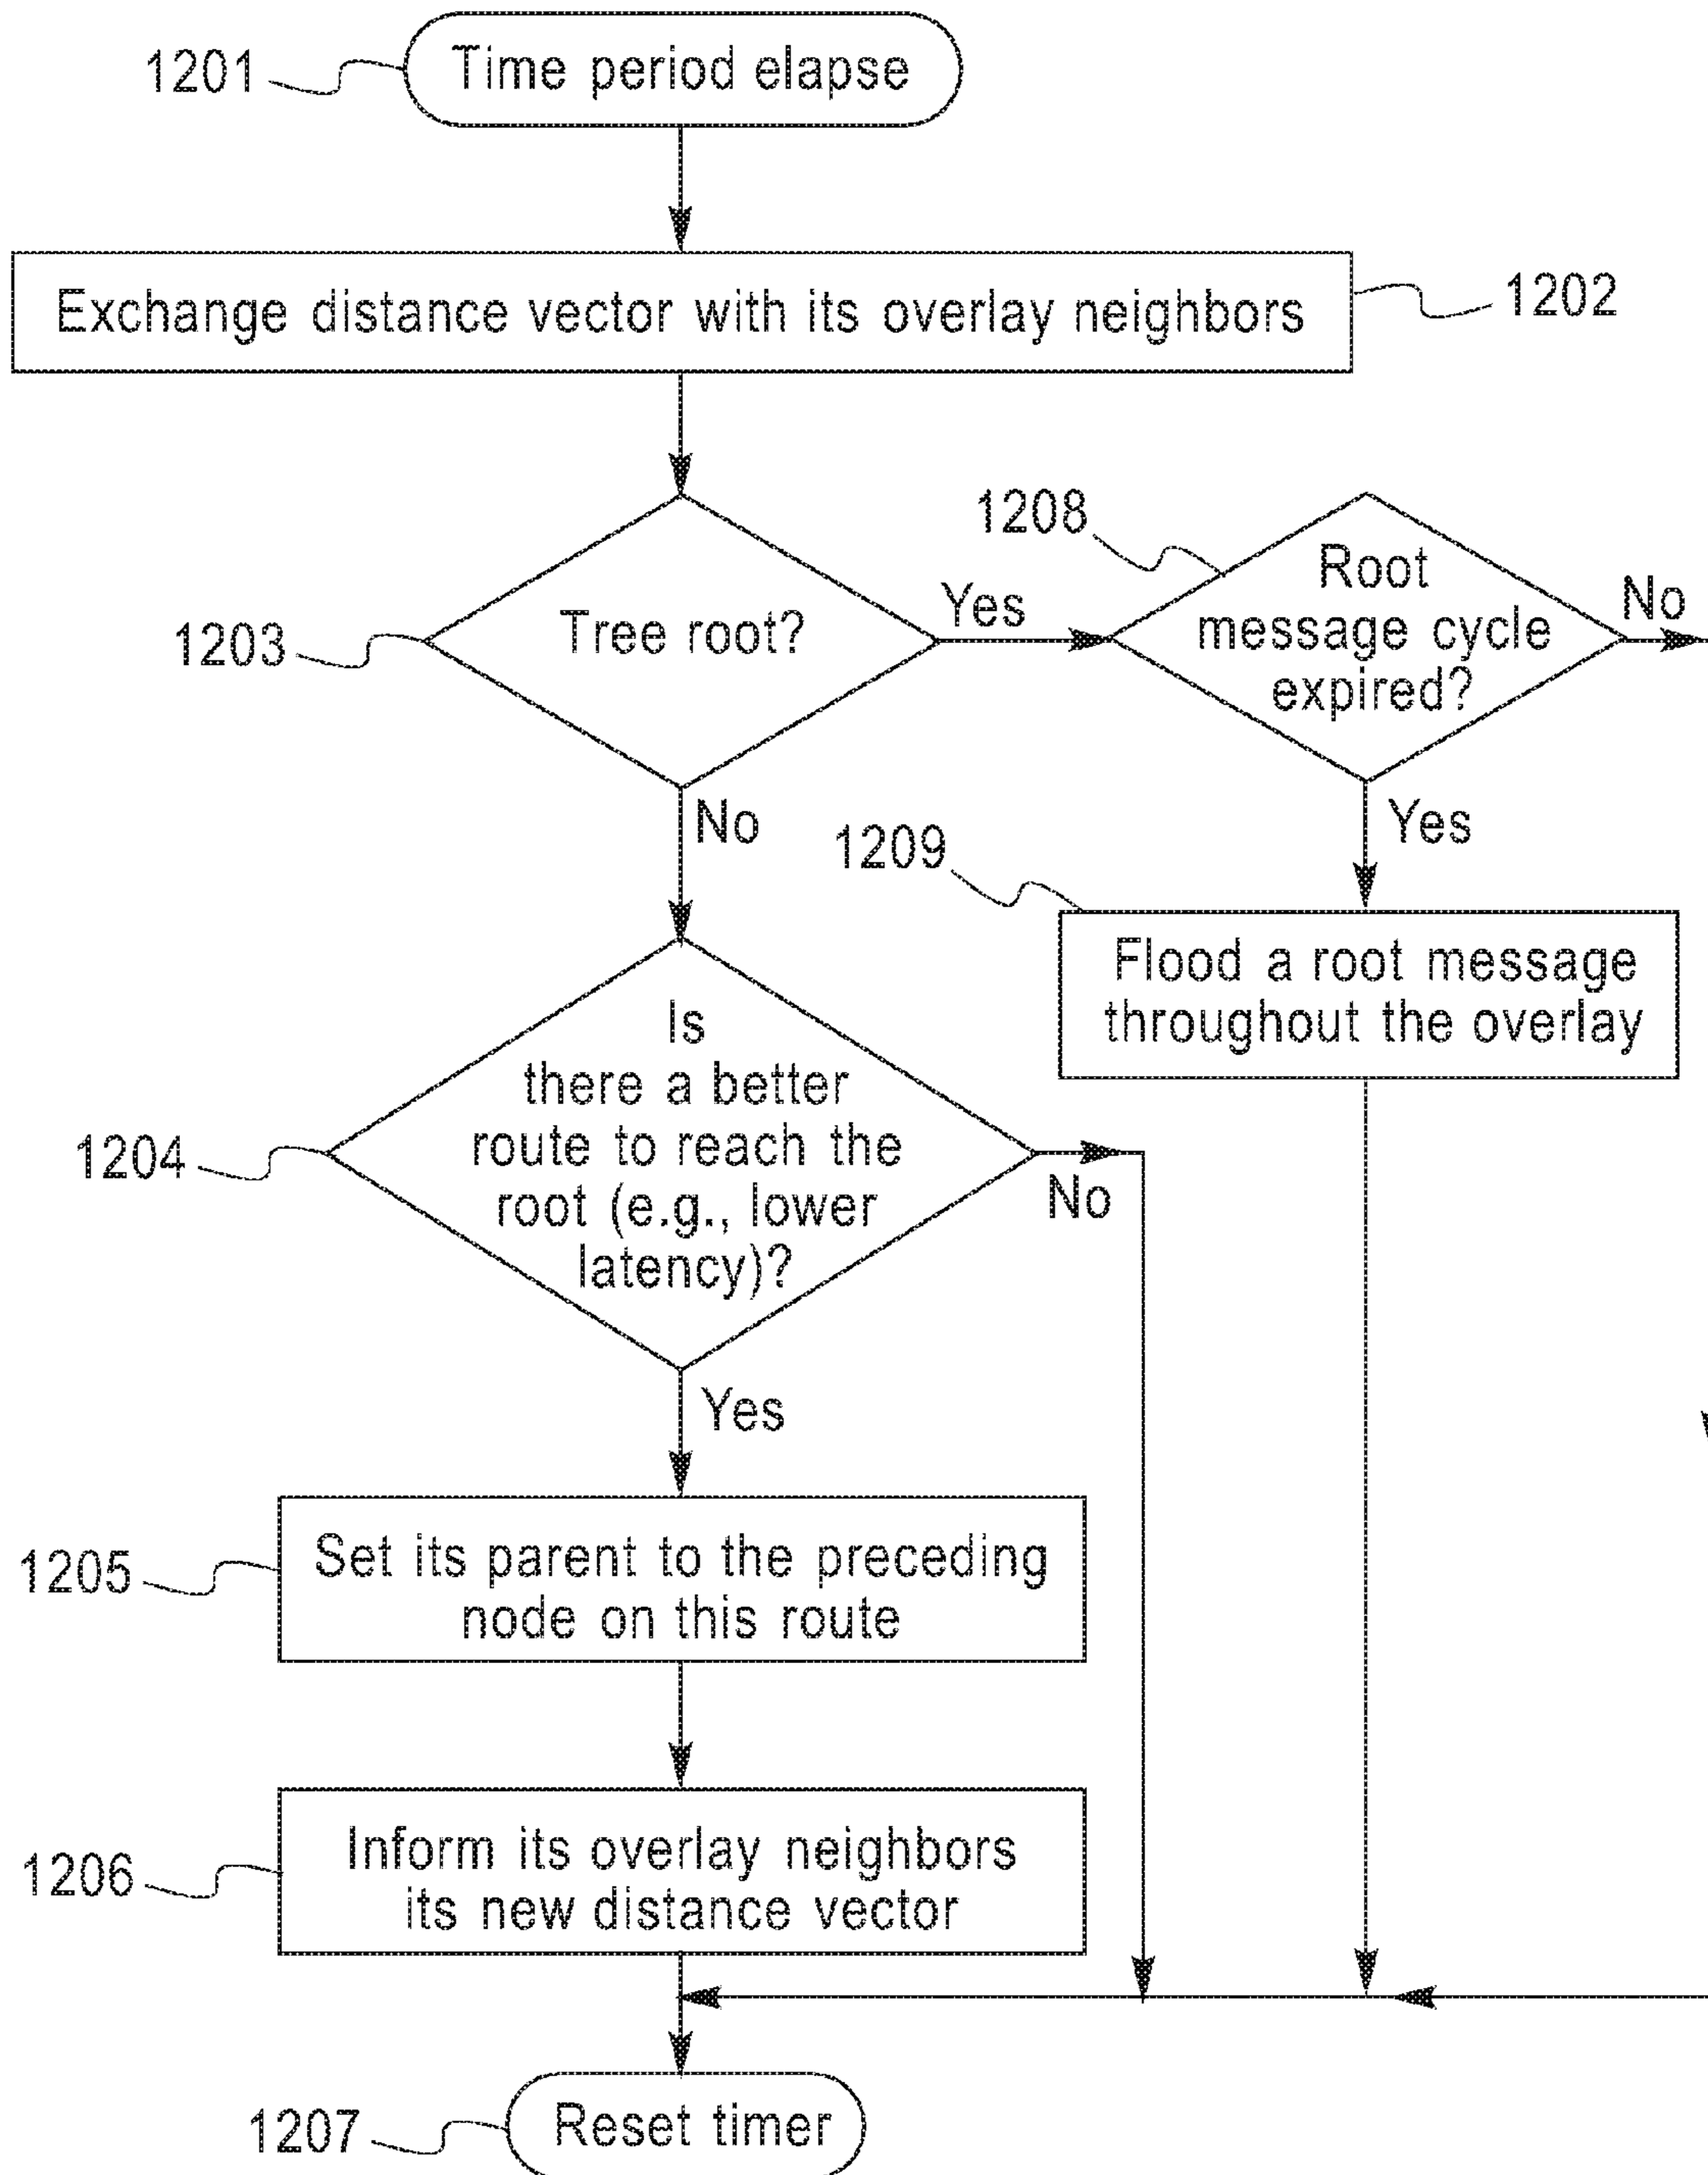 1201
Time period elapse
Exchange distance vector with its overlay neighbors
1202
1203
Tree root?
Yes
No
1208
Root
message cycle
expired?
No
Yes
1209
Flood a root message
throughout the overlay
1204
Is
there a better
route to reach the
root (e.g., lower
latency)?
No
Yes
1205
Set its parent to the preceding
node on this route
1206
Inform its overlay neighbors
its new distance vector
1207
Reset timer